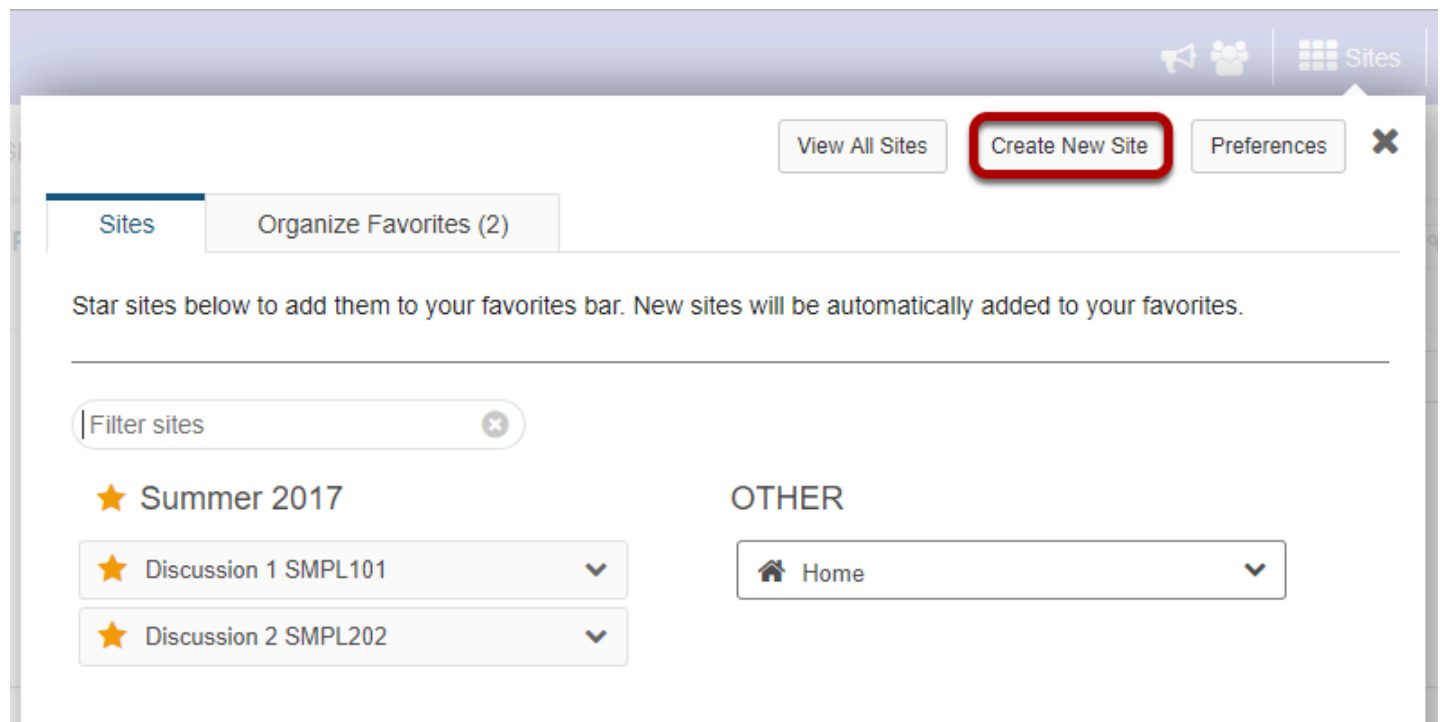 Sites
View All Sites Create New Site Preferences
Sites Organize Favorites (2)
Star sites below to add them to your favorites bar. New sites will be automatically added to your favorites.
Filter sites
Summer 2017
OTHER
Discussion 1 SMPL101
Home
Discussion 2 SMPL202